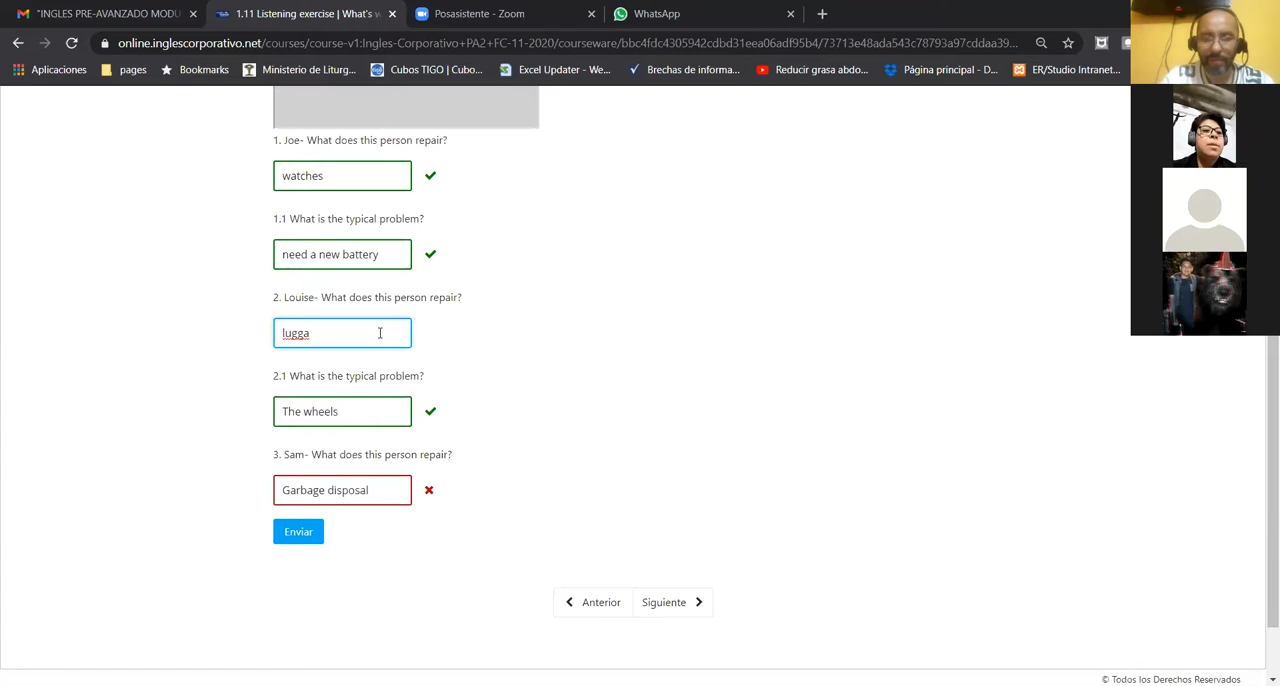 "INGLES PRE-AVANZADO MODU
1.11 Listening exercise | What's w
Posasistente - Zoom
WhatsApp
online.inglescorporativo.net/courses/course-v1:Ingles-Corporativo+PA2+FC-11-2020/courseware/bbc4fdc4305942cdbd31eea06adf95b4/73713e48ada543c78793a97cddaa39...
Aplicaciones
pages
Bookmarks
Ministerio de Liturg...
Cubos TIGO | Cubo...
Excel Updater - We...
Brechas de informa...
Reducir grasa abdo...
Página principal - D...
ER/Studio Intranet...
1. Joe- What does this person repair?
watches
1.1 What is the typical problem?
need a new battery
2. Louise- What does this person repair?
lugga
2.1 What is the typical problem?
The wheels
3. Sam- What does this person repair?
Garbage disposal
Enviar
Anterior
Siguiente
© Todos los Derechos Reservados